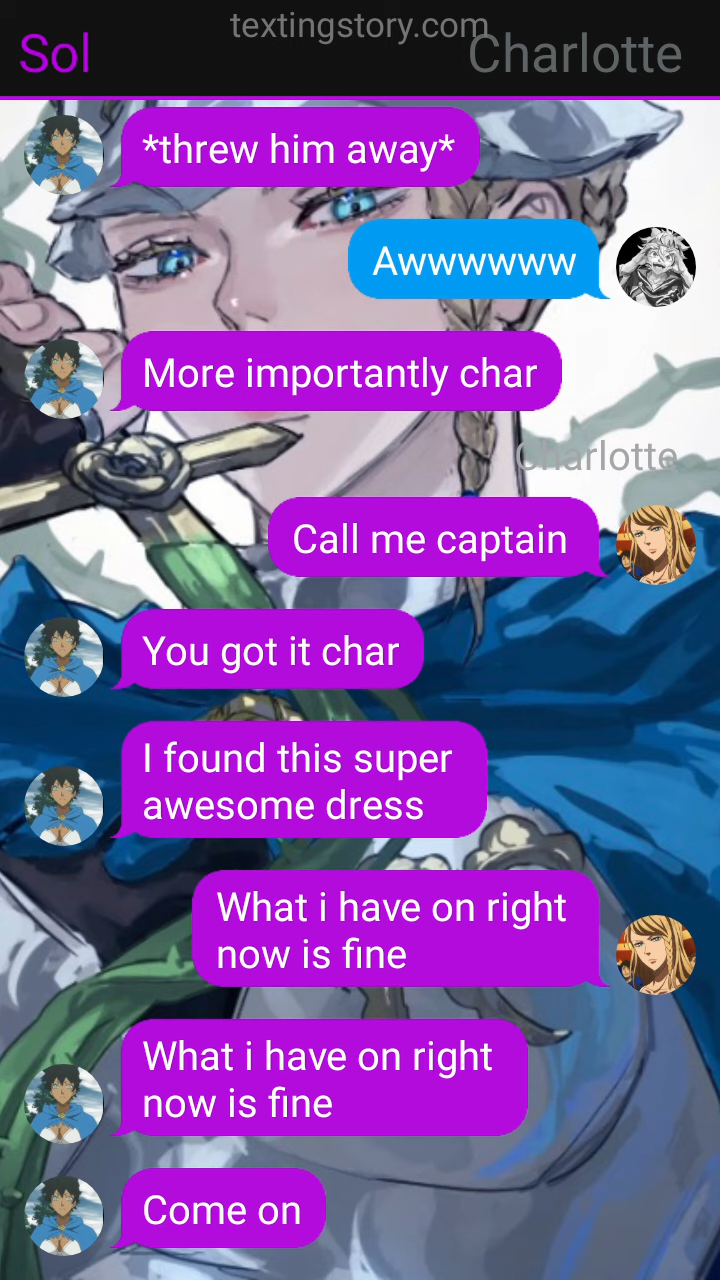 textingstory.com
Sol
Charlotte
*threw him away*
Awwwwww
More importantly char
Charlotte
Call me captain
You got it char
I found this super
awesome dress
What i have on right
now is fine
What i have on right
now is fine
Come on